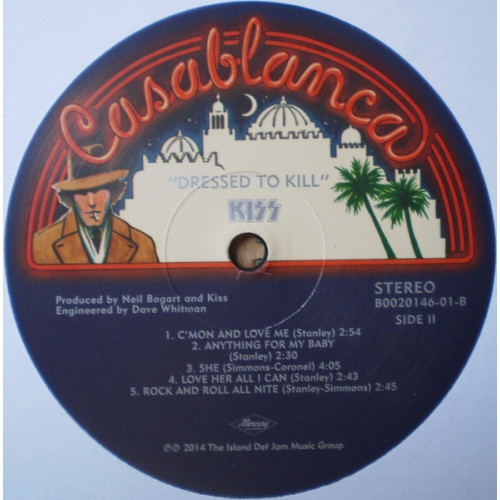 Casablanca
"DRESSED TO KILL"
KISS
STEREO
B0020146-01-B
SIDE II
Produced by Neil Bogart and Kiss
Engineered by Dave Whitman
1. C'MON AND LOVE ME (Stanley) 2:54
2. ANYTHING FOR MY BABY
(Stanley) 2:30
3. SHE (Simmons-Coronel) 4:05
4. LOVE HER ALL I CAN (Stanley) 2:43
5. ROCK AND ROLL ALL NITE (Stanley-Simmons) 2:45
Mercury
℗© 2014 The Island Def Jam Music Group